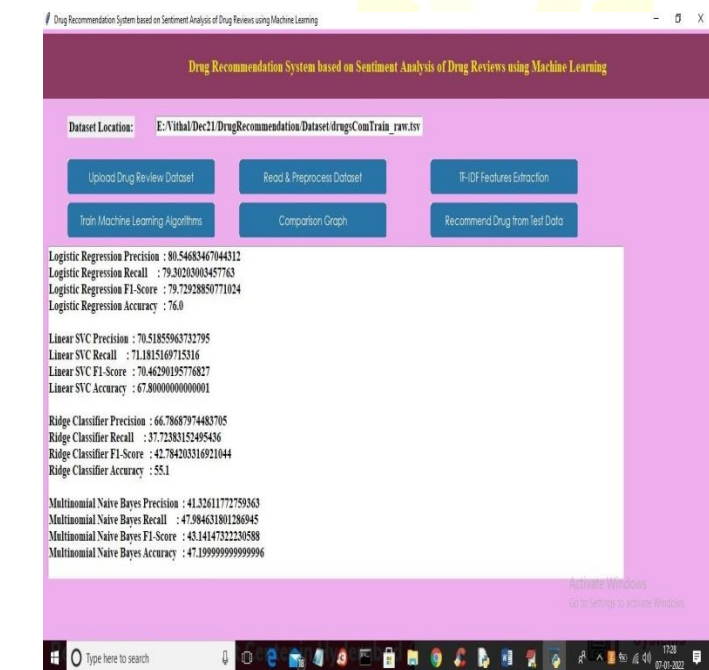 Drug Recommendation System based on Sentiment Analysis of Drug Reviews using Machine Learning
Drug Recommendation System based on Sentiment Analysis of Drug Reviews using Machine Learning
Dataset Location: E:/Vithal/Dec21/DrugRecommendation/Dataset/drugsComTrain_raw.tsv
Upload Drug Review Dataset Read & Preprocess Dataset TF-IDF Features Extraction
Train Machine Learning Algorithms Comparison Graph Recommend Drug from Test Data
Logistic Regression Precision : 80.54683467044312
Logistic Regression Recall : 79.30203003457763
Logistic Regression F1-Score : 79.72928850771024
Logistic Regression Accuracy : 76.0
Linear SVC Precision : 70.51855963732795
Linear SVC Recall : 71.1815169715316
Linear SVC F1-Score : 70.46290195776827
Linear SVC Accuracy : 67.80000000000001
Ridge Classifier Precision : 66.78687974483705
Ridge Classifier Recall : 37.72383152495436
Ridge Classifier F1-Score : 42.784203316921044
Ridge Classifier Accuracy : 55.1
Multinomial Naive Bayes Precision : 41.32611772759363
Multinomial Naive Bayes Recall : 47.984631801286945
Multinomial Naive Bayes F1-Score : 43.14147322230588
Multinomial Naive Bayes Accuracy : 47.199999999999996
Activate Windows
Go to Settings to activate Windows.
Type here to search
17:28
07-01-2022